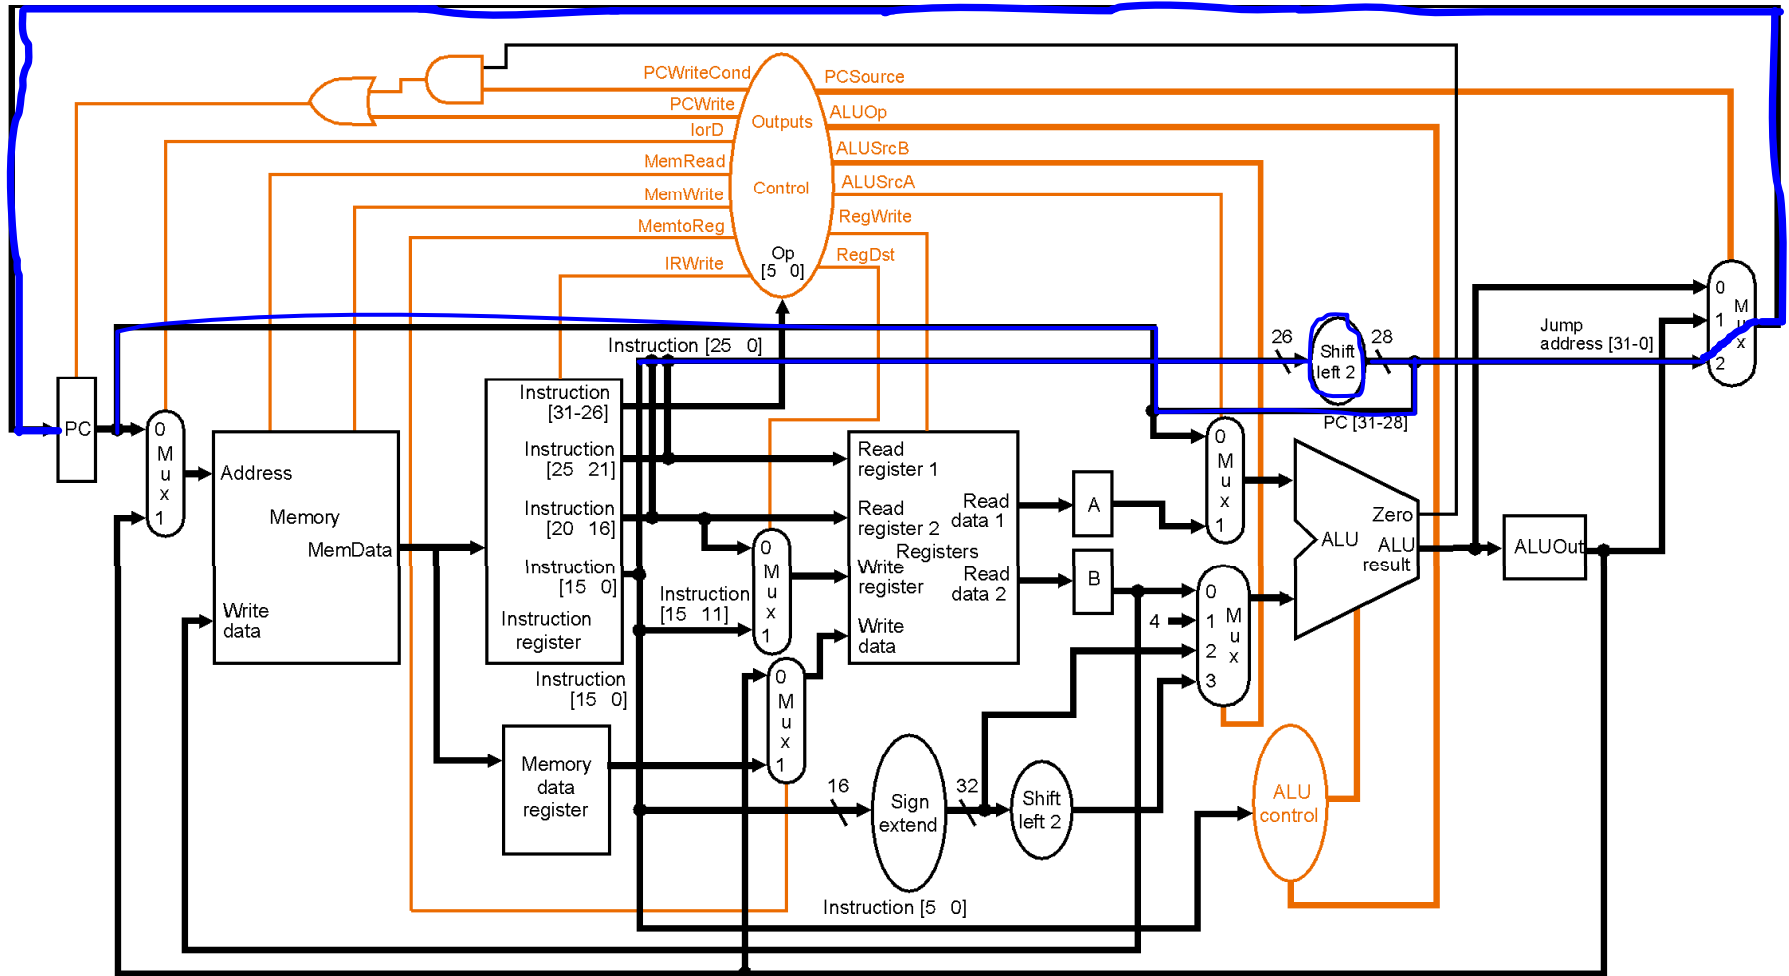 PCWriteCond
PCSource
PCWrite
ALUOp
IorD
Outputs
ALUSrcB
MemRead
ALUSrcA
MemWrite
Control
RegWrite
MemtoReg
RegDst
IRWrite
Op
[5 0]
0
M
u
x
1
2
Jump
address [31-0]
26
Shift
left 2
28
PC [31-28]
Instruction [25 0]
PC
0
M
u
x
1
Address
Memory
MemData
Write
data
Instruction
[31-26]
Instruction
[25 21]
Instruction
[20 16]
Instruction
[15 0]
Instruction
register
Instruction
[15 0]
Instruction
[15 11]
0
M
u
x
1
Read
register 1
Read
register 2
Registers
Write
register
Write
data
Read
data 1
Read
data 2
A
B
0
M
u
x
1
4
0
1
2
3
M
u
x
Zero
ALU
ALU
result
ALUOut
0
M
u
x
1
Memory
data
register
16
Sign
extend
32
Shift
left 2
ALU
control
Instruction [5 0]